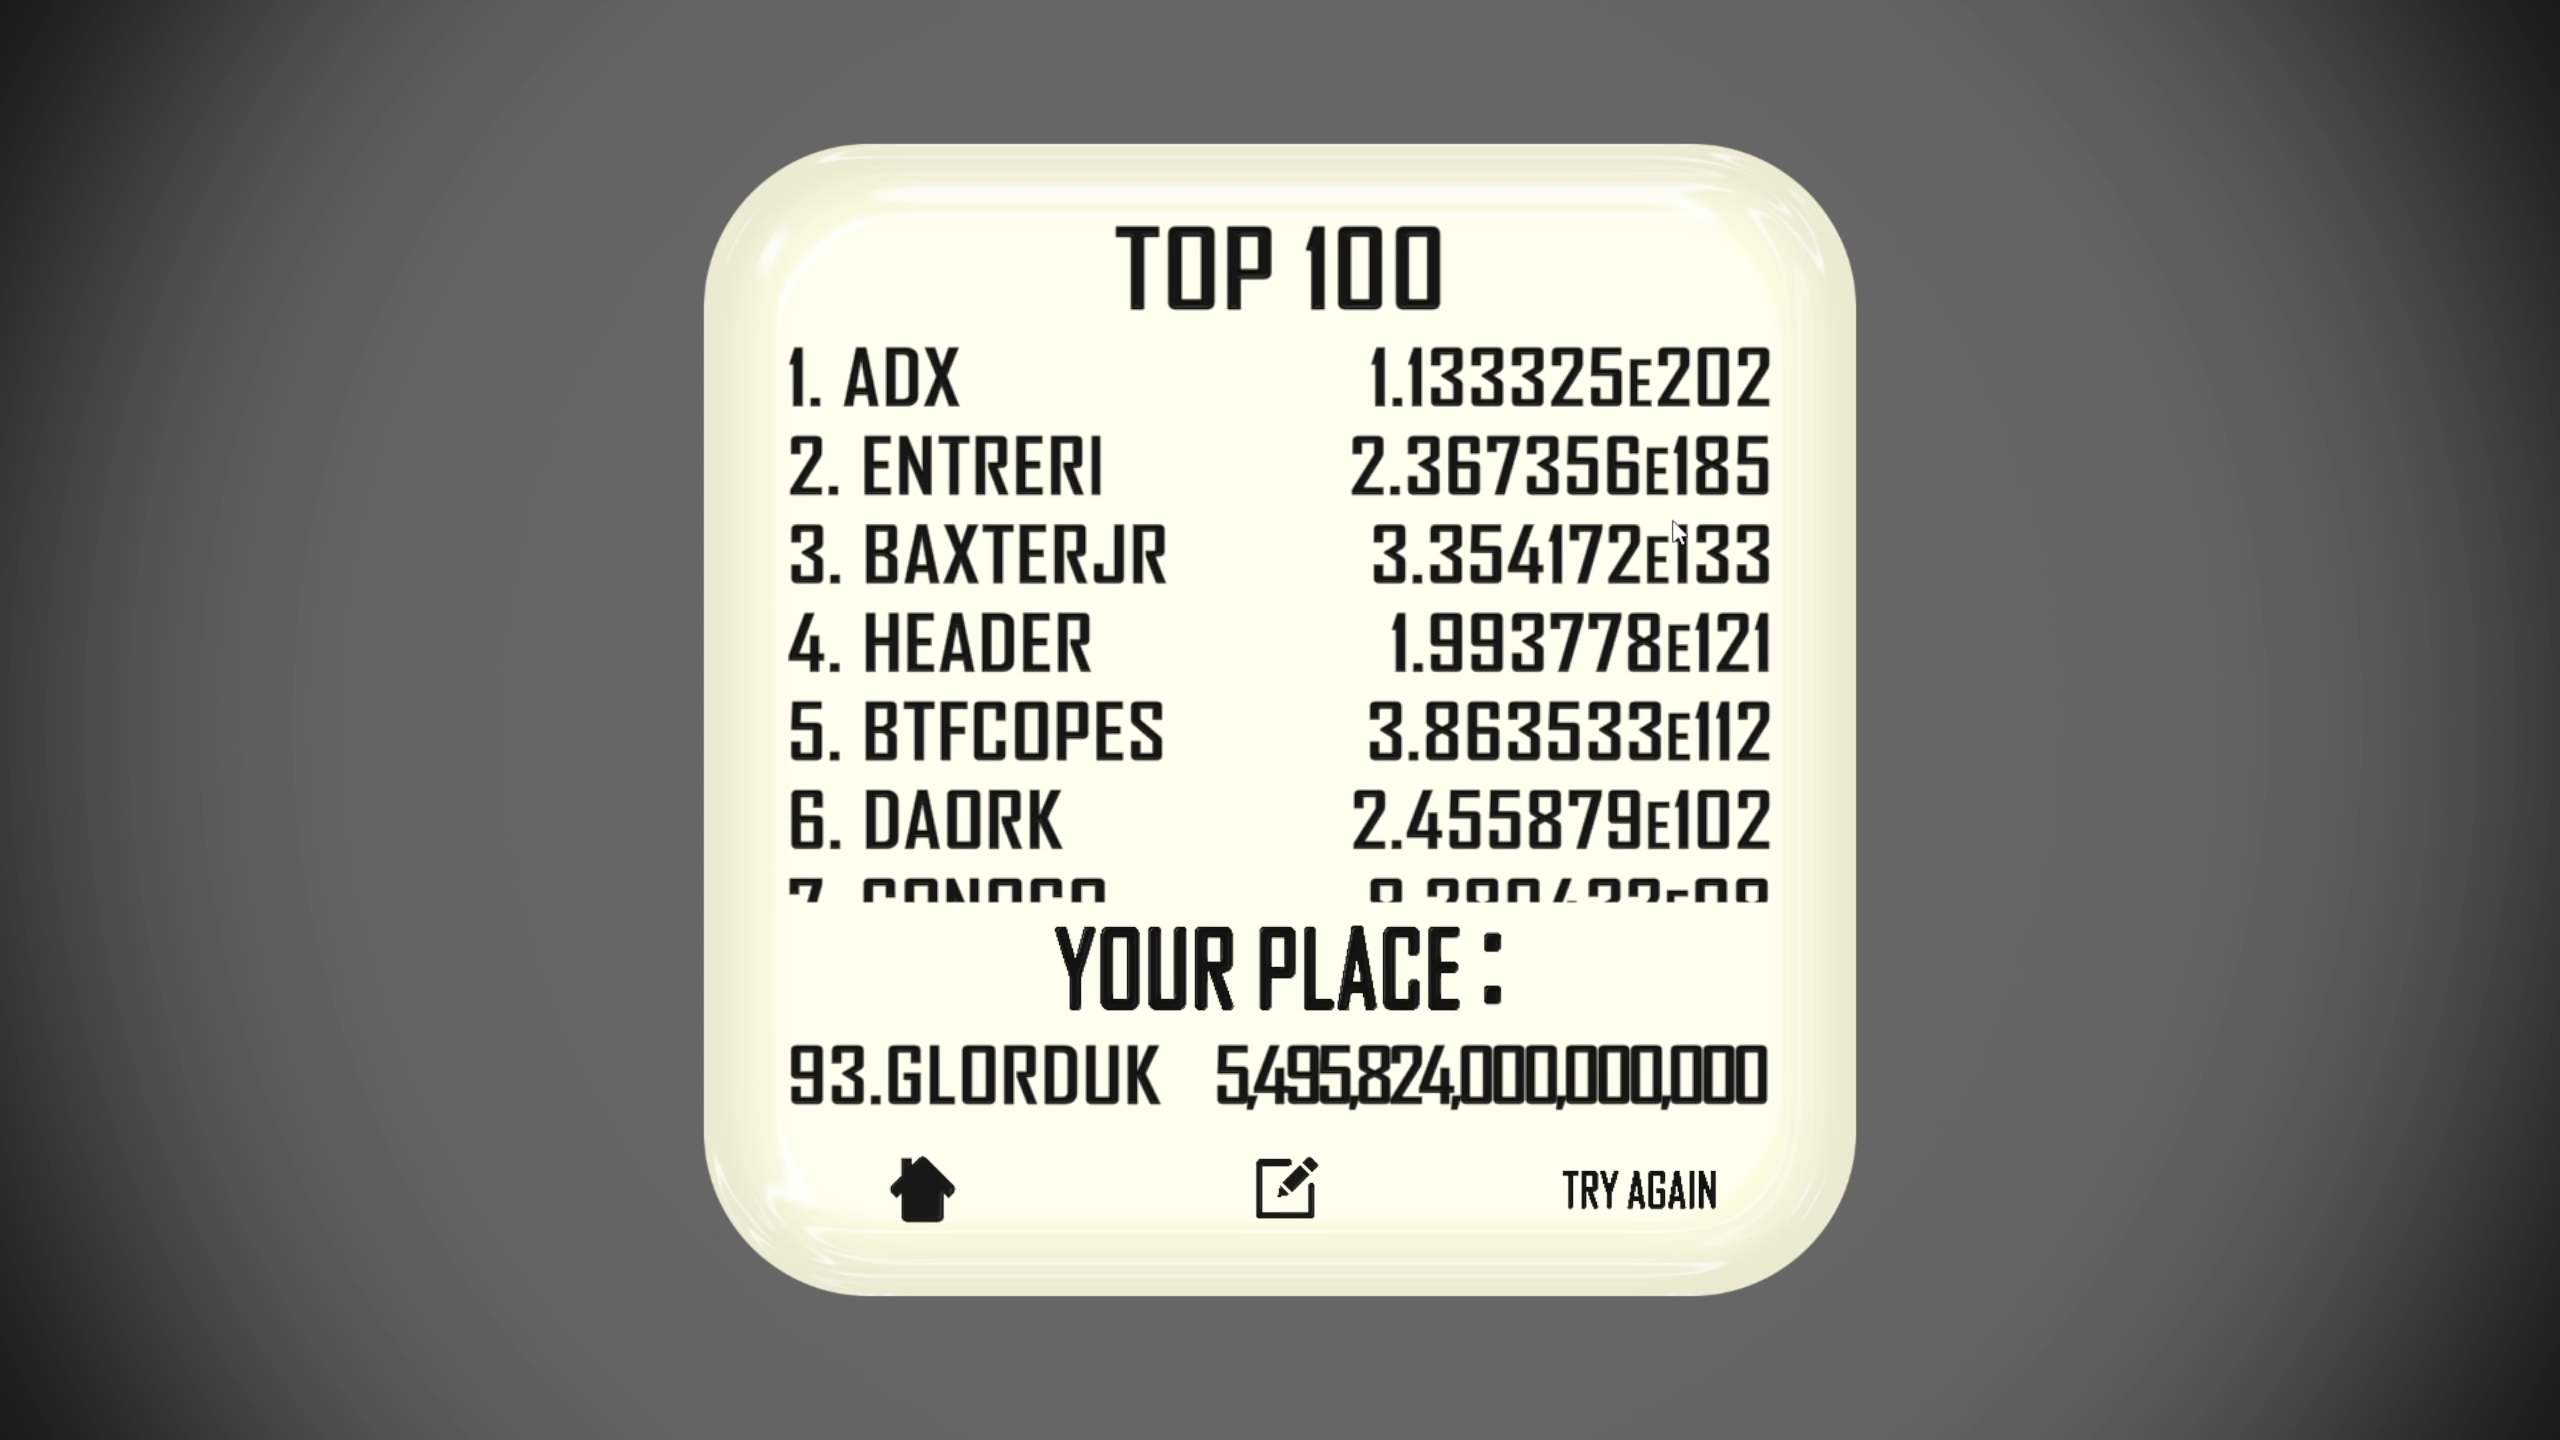 TOP 100
1. ADX 1.133325E202
2. ENTRERI 2.367356E185
3. BAXTERJR 3.354172E133
4. HEADER 1.993778E121
5. BTFCOPES 3.863533E112
6. DAORK 2.455879E102
7.
YOUR PLACE :
93.GLORDUK 5,495,824,000,000,000
TRY AGAIN